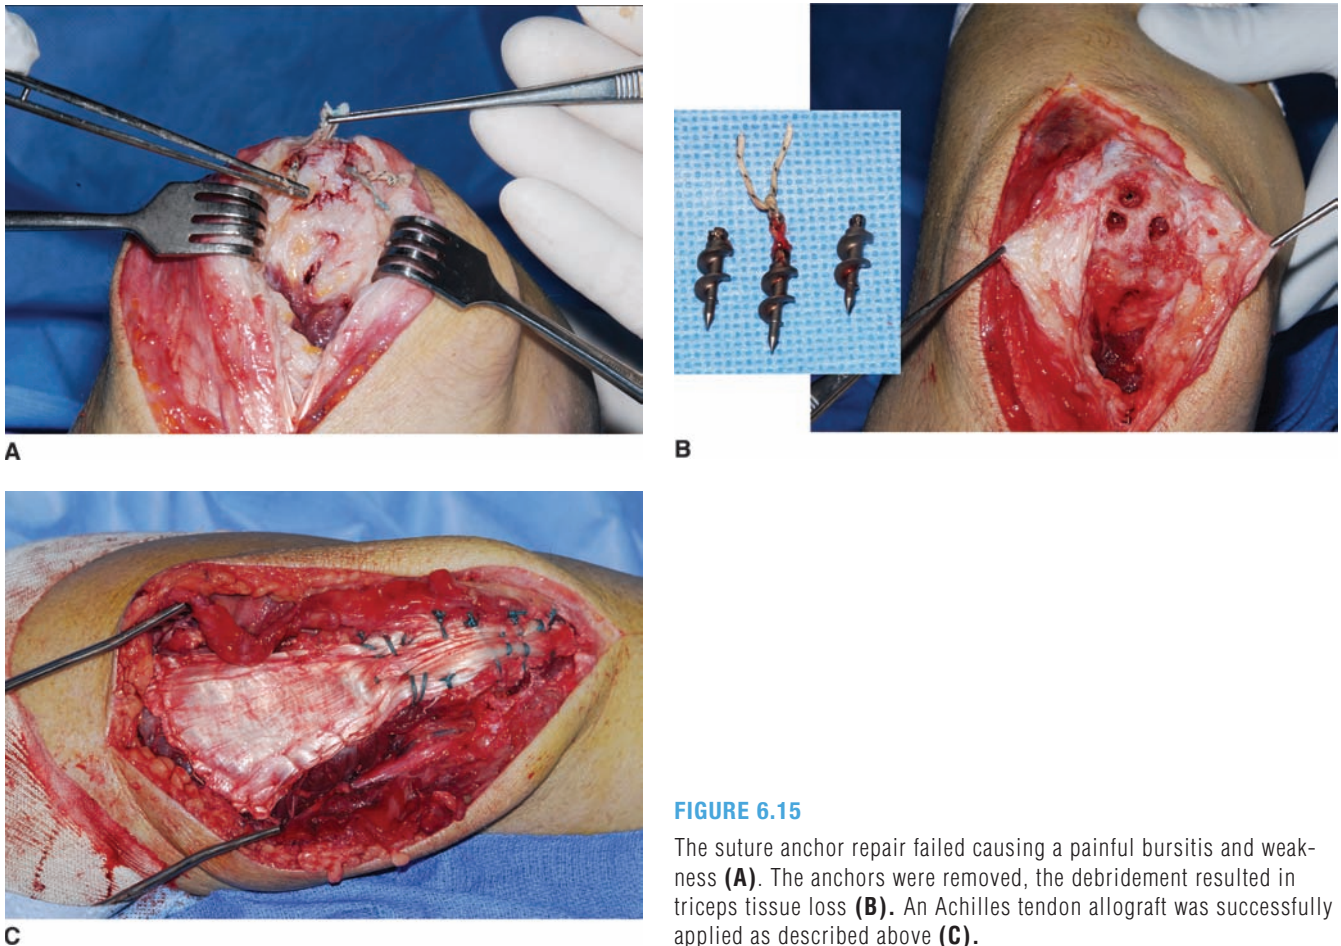 A
B
C
FIGURE 6.15
The suture anchor repair failed causing a painful bursitis and weak-
ness (A). The anchors were removed, the debridement resulted in
triceps tissue loss (B). An Achilles tendon allograft was successfully
applied as described above (C).